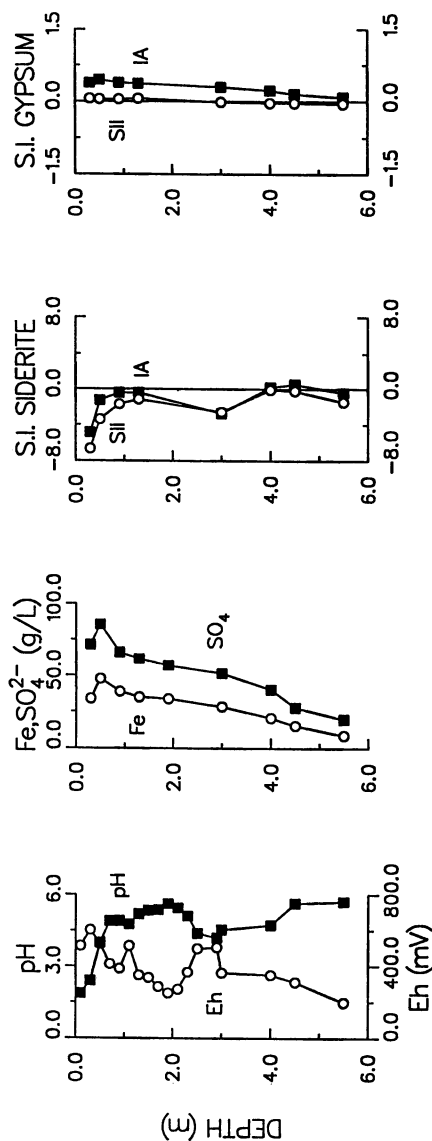 S.I. GYPSUM
-1.5 0.0 1.5
0.0
2.0
4.0
6.0
IA
SII
-1.5 0.0 1.5
S.I. SIDERITE
-8.0 0.0 8.0
0.0
2.0
4.0
6.0
IA
SII
-8.0 0.0 8.0
Fe,SO₄²⁻ (g/L)
0.0 50.0 100.0
0.0
2.0
4.0
6.0
SO₄
Fe
pH
0.0 3.0 6.0
0.0
2.0
4.0
6.0
pH
Eh
0.0 400.0 800.0
Eh (mV)
DEPTH (m)